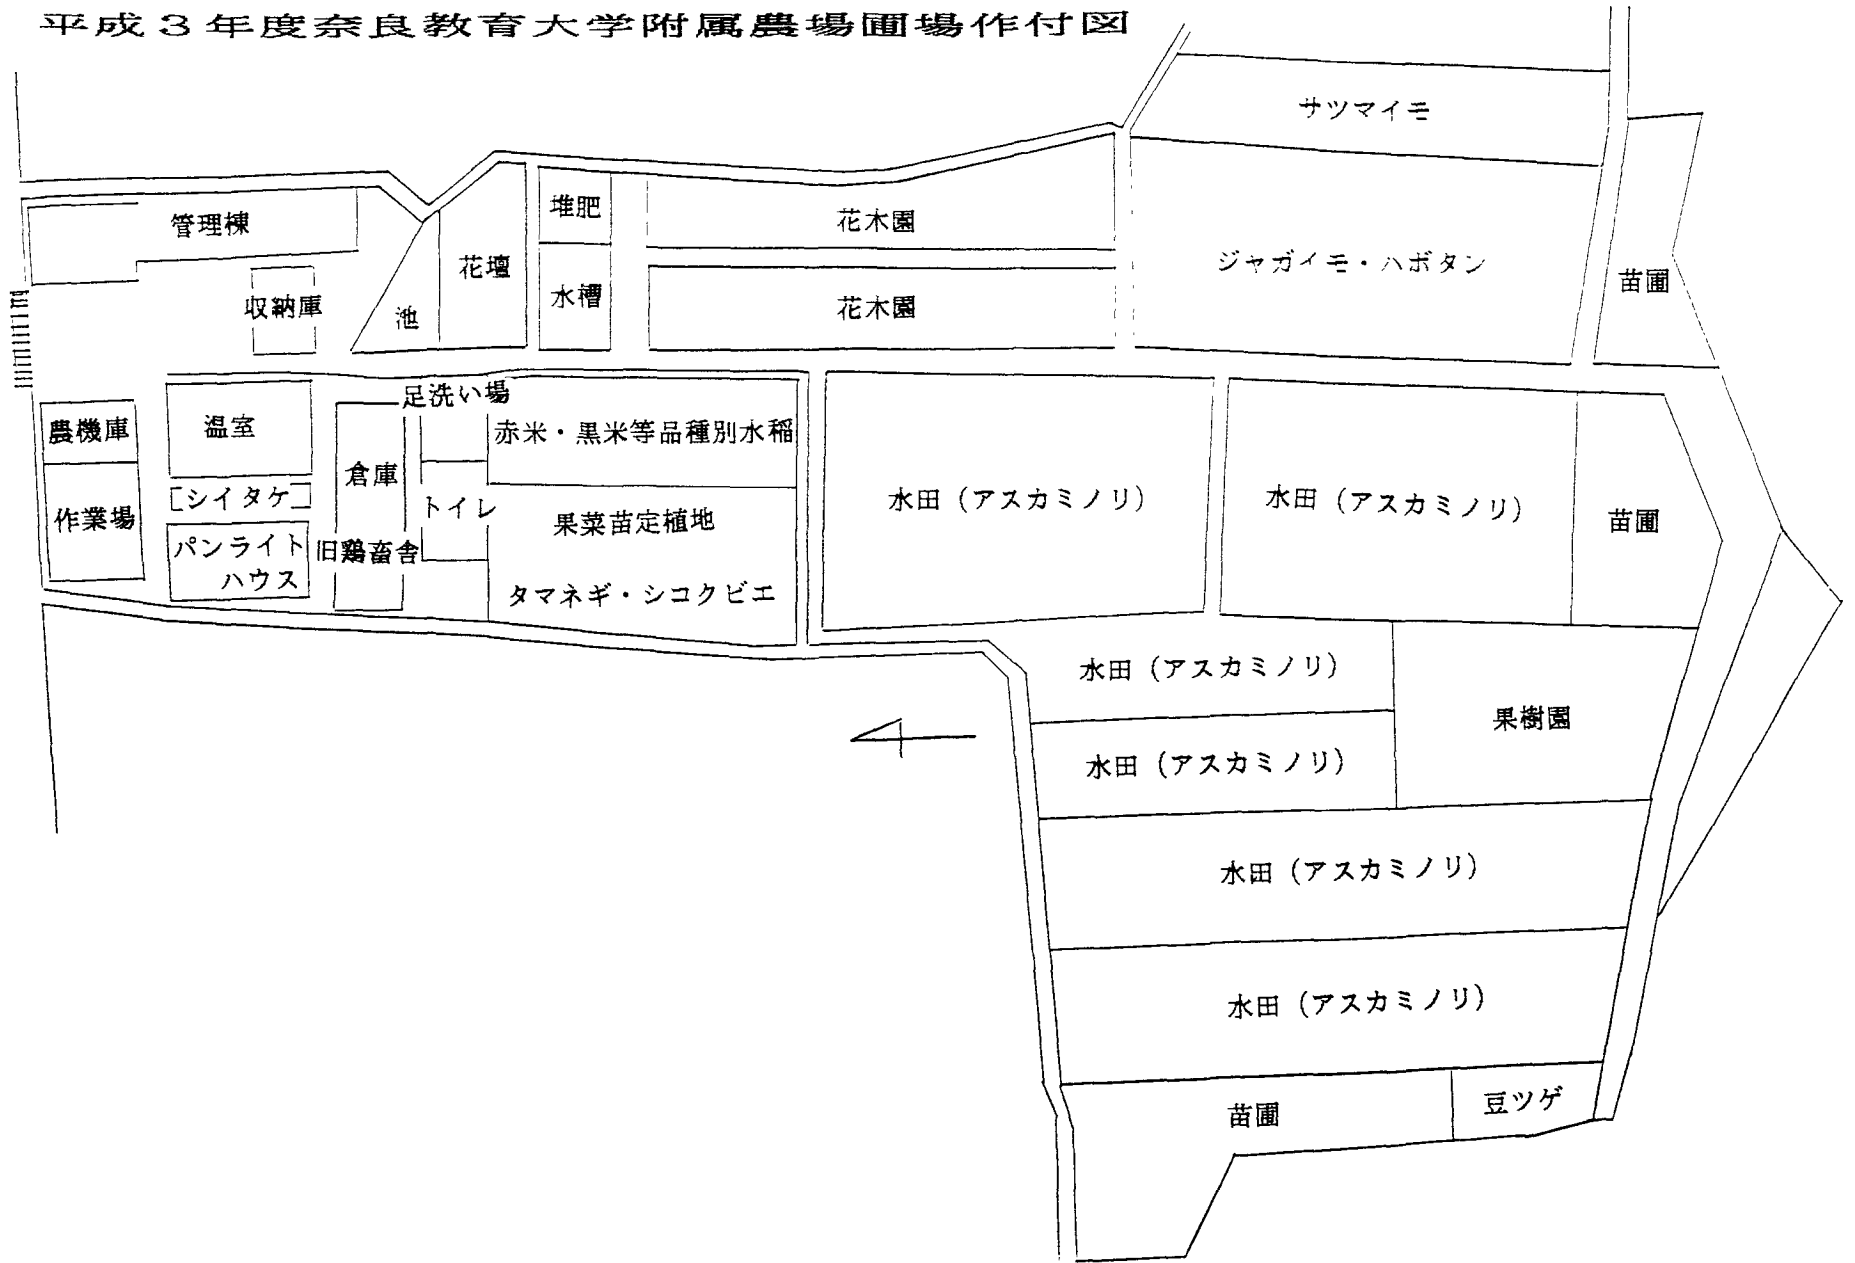 平成3年度奈良教育大学附属農場圃場作付図
サツマイモ
管理棟
堆肥
花木園
花壇
ジャガイモ・ハボタン
苗圃
収納庫
池
水槽
花木園
足洗い場
農機庫
温室
赤米・黒米等品種別水稲
倉庫
[シイタケ]
トイレ
水田(アスカミノリ)
水田(アスカミノリ)
苗圃
作業場
果菜苗定植地
パンライト
ハウス
旧鶏畜舎
タマネギ・シコクビエ
水田(アスカミノリ)
果樹園
水田(アスカミノリ)
水田(アスカミノリ)
水田(アスカミノリ)
苗圃
豆ツゲ